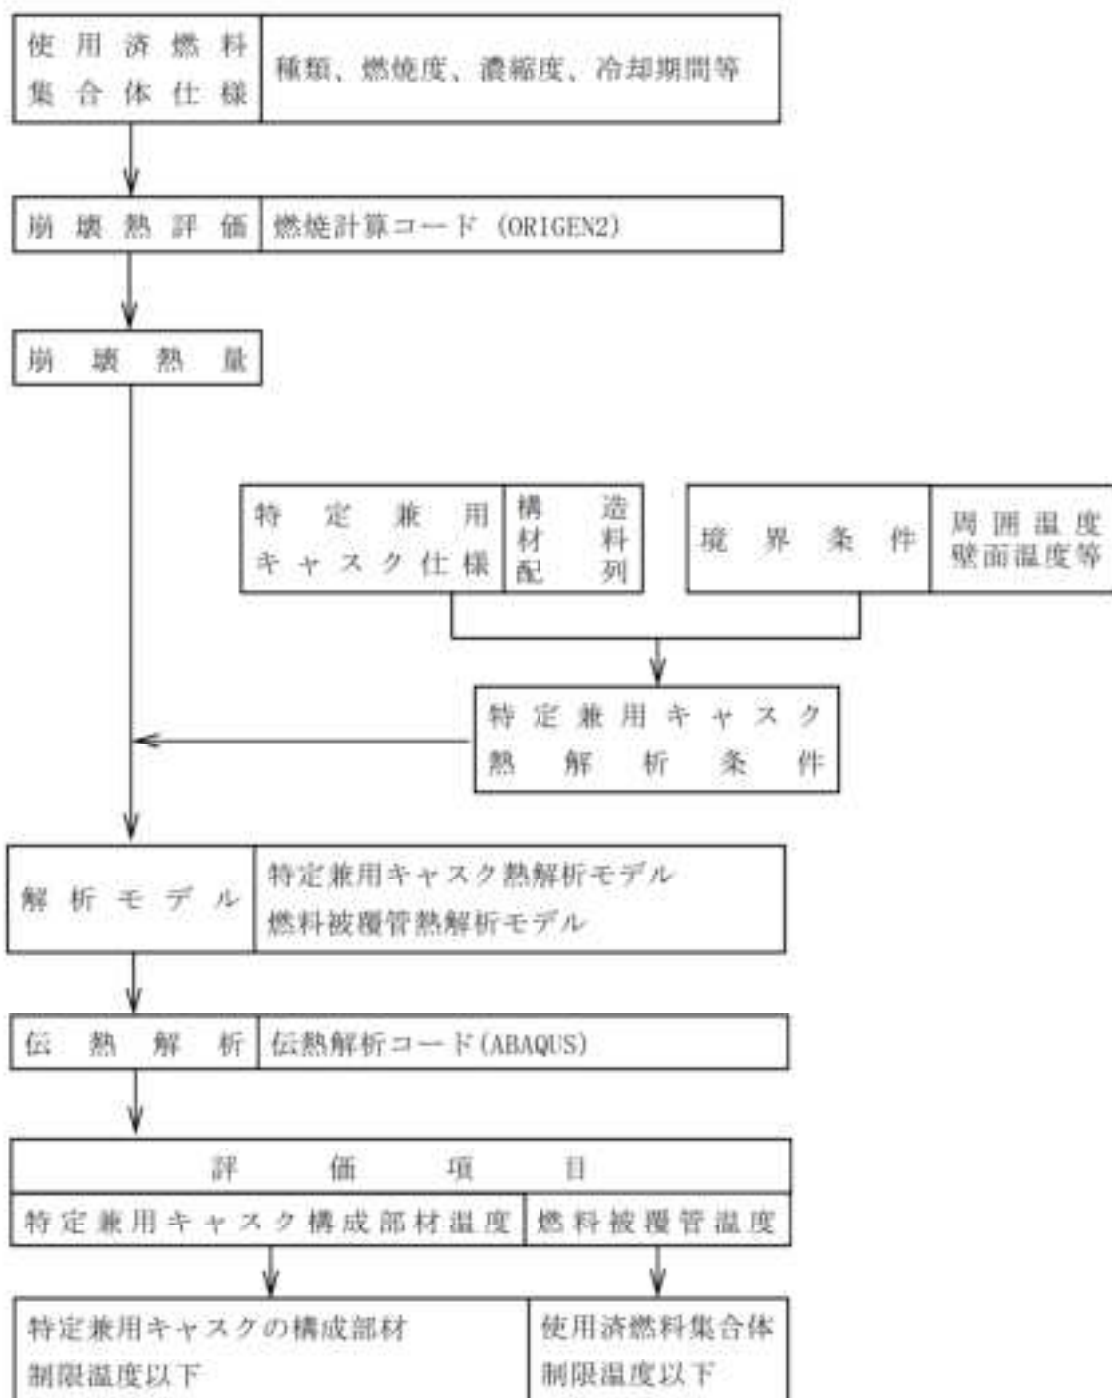 使用済燃料
集合体仕様
種類、燃焼度、濃縮度、冷却期間等
崩壊熱評価
燃焼計算コード (ORIGEN2)
崩壊熱量
特定兼用
キャスク仕様
構造
材料
配列
境界条件
周囲温度
壁面温度等
特定兼用キャスク
熱解析条件
解析モデル
特定兼用キャスク熱解析モデル
燃料被覆管熱解析モデル
伝熱解析
伝熱解析コード(ABAQUS)
評価項目
特定兼用キャスク構成部材温度
燃料被覆管温度
特定兼用キャスクの構成部材
制限温度以下
使用済燃料集合体
制限温度以下